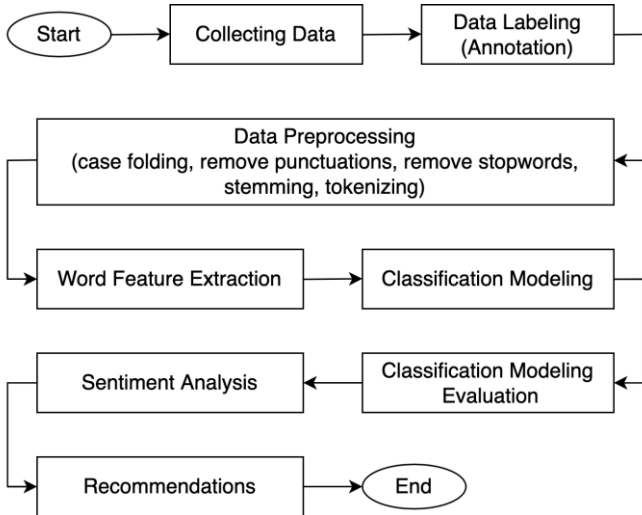 Start
Collecting Data
Data Labeling
(Annotation)
Data Preprocessing
(case folding, remove punctuations, remove stopwords,
stemming, tokenizing)
Word Feature Extraction
Classification Modeling
Classification Modeling
Evaluation
Sentiment Analysis
Recommendations
End